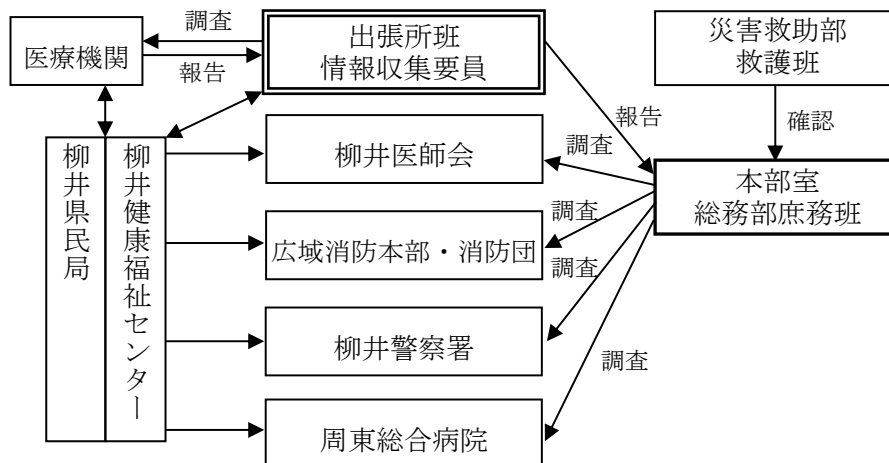 調査
医療機関
報告
出張所班
情報収集要員
災害救助部
救護班
報告
確認
柳井県民局
柳井健康福祉センター
柳井医師会
調査
本部室
総務部庶務班
調査
広域消防本部・消防団
調査
柳井警察署
調査
周東総合病院